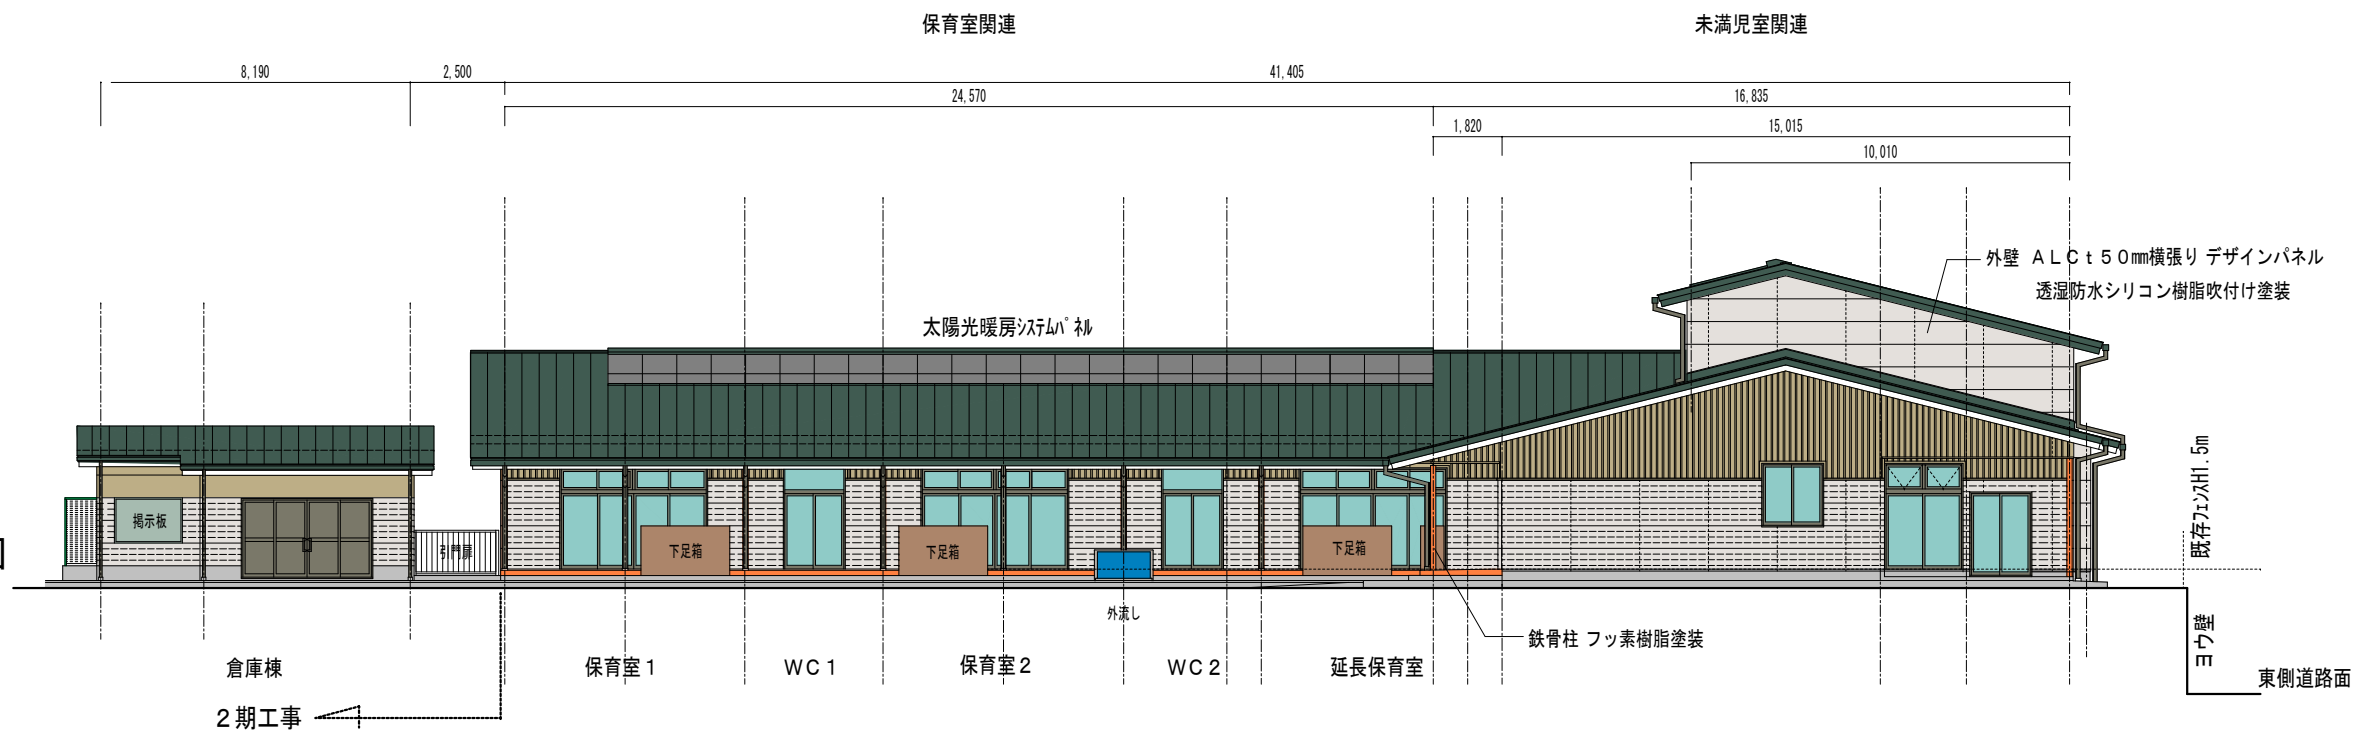 保育室関連
未満児室関連
8,190
2,500
41,405
24,570
16,835
1,820
15,015
10,010
外壁 ＡＬＣｔ５０㎜横張り デザインパネル
透湿防水シリコン樹脂吹付け塗装
太陽光暖房ｼｽﾃﾑﾊﾟﾈﾙ
既存ﾌｪﾝｽH1.5m
掲示板
引門扉
下足箱
下足箱
下足箱
外流し
鉄骨柱 フッ素樹脂塗装
ヨウ壁
東側道路面
倉庫棟
保育室１
ＷＣ１
保育室２
ＷＣ２
延長保育室
２期工事